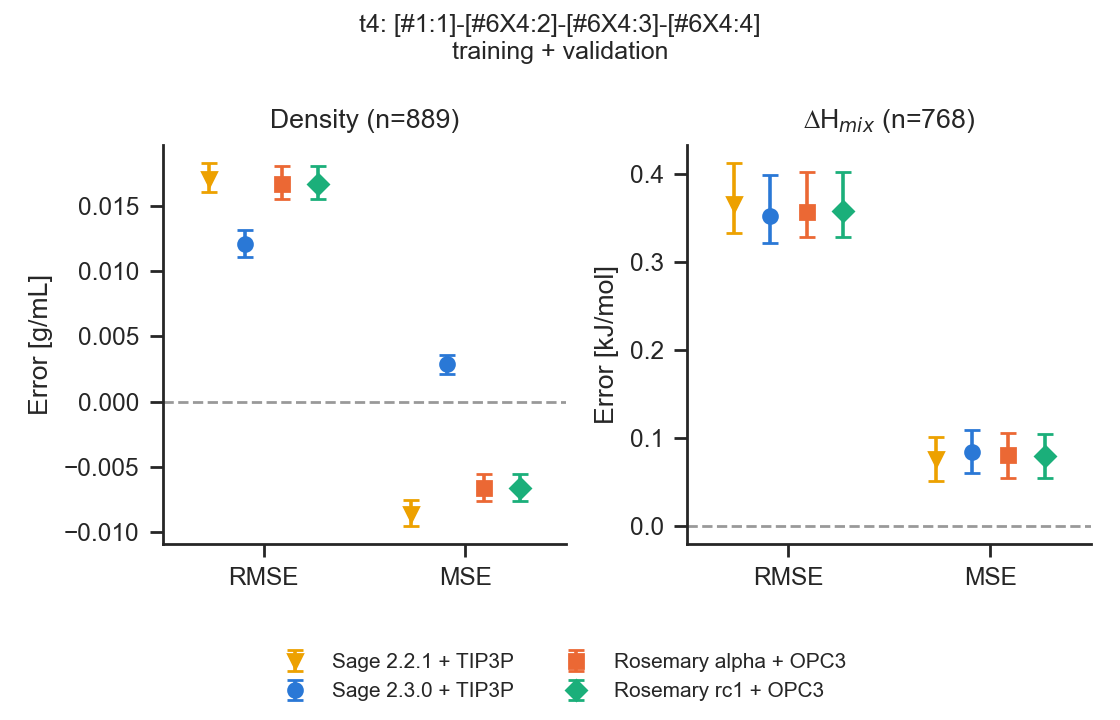 t4: [#1:1]-[#6X4:2]-[#6X4:3]-[#6X4:4]
training + validation
Density (n=889)
Error [g/mL]
0.015
0.010
0.005
0.000
−0.005
−0.010
RMSE
MSE
ΔHmix (n=768)
Error [kJ/mol]
0.4
0.3
0.2
0.1
0.0
RMSE
MSE
Sage 2.2.1 + TIP3P
Sage 2.3.0 + TIP3P
Rosemary alpha + OPC3
Rosemary rc1 + OPC3